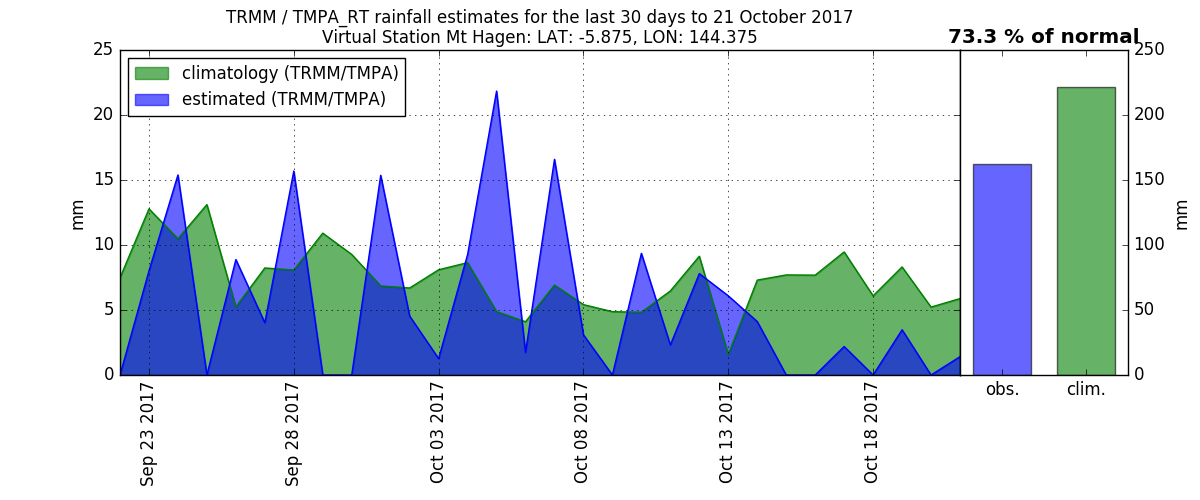 TRMM / TMPA_RT rainfall estimates for the last 30 days to 21 October 2017
Virtual Station Mt Hagen: LAT: -5.875, LON: 144.375
73.3 % of normal
climatology (TRMM/TMPA)
estimated (TRMM/TMPA)
25
20
15
10
5
0
mm
Sep 23 2017
Sep 28 2017
Oct 03 2017
Oct 08 2017
Oct 13 2017
Oct 18 2017
obs.
clim.
250
200
150
100
50
0
mm